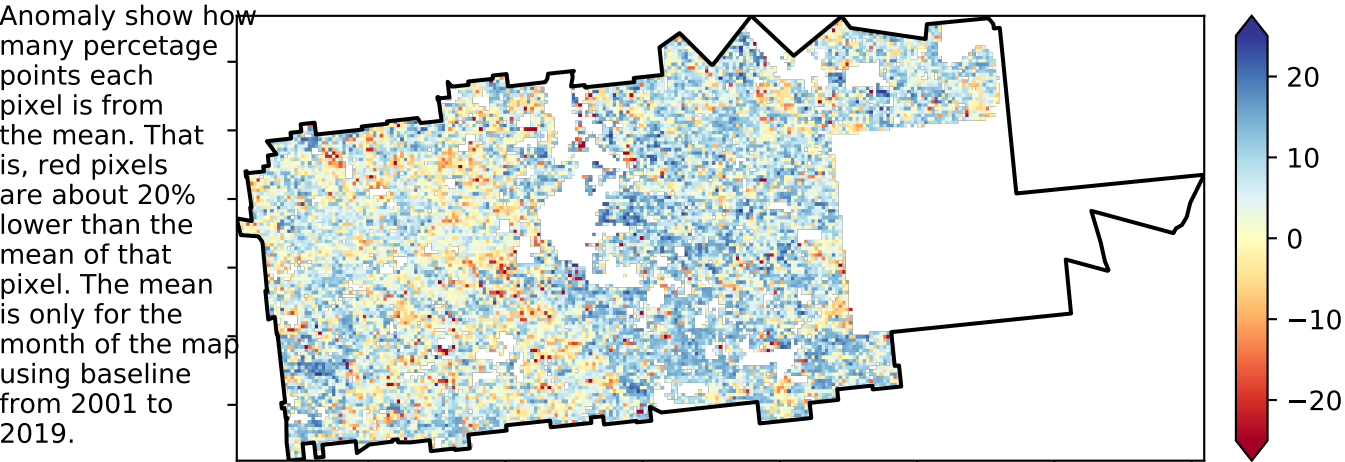 Anomaly show how
many percetage
points each
pixel is from
the mean. That
is, red pixels
are about 20%
lower than the
mean of that
pixel. The mean
is only for the
month of the map
using baseline
from 2001 to
2019.
20
10
0
−10
−20